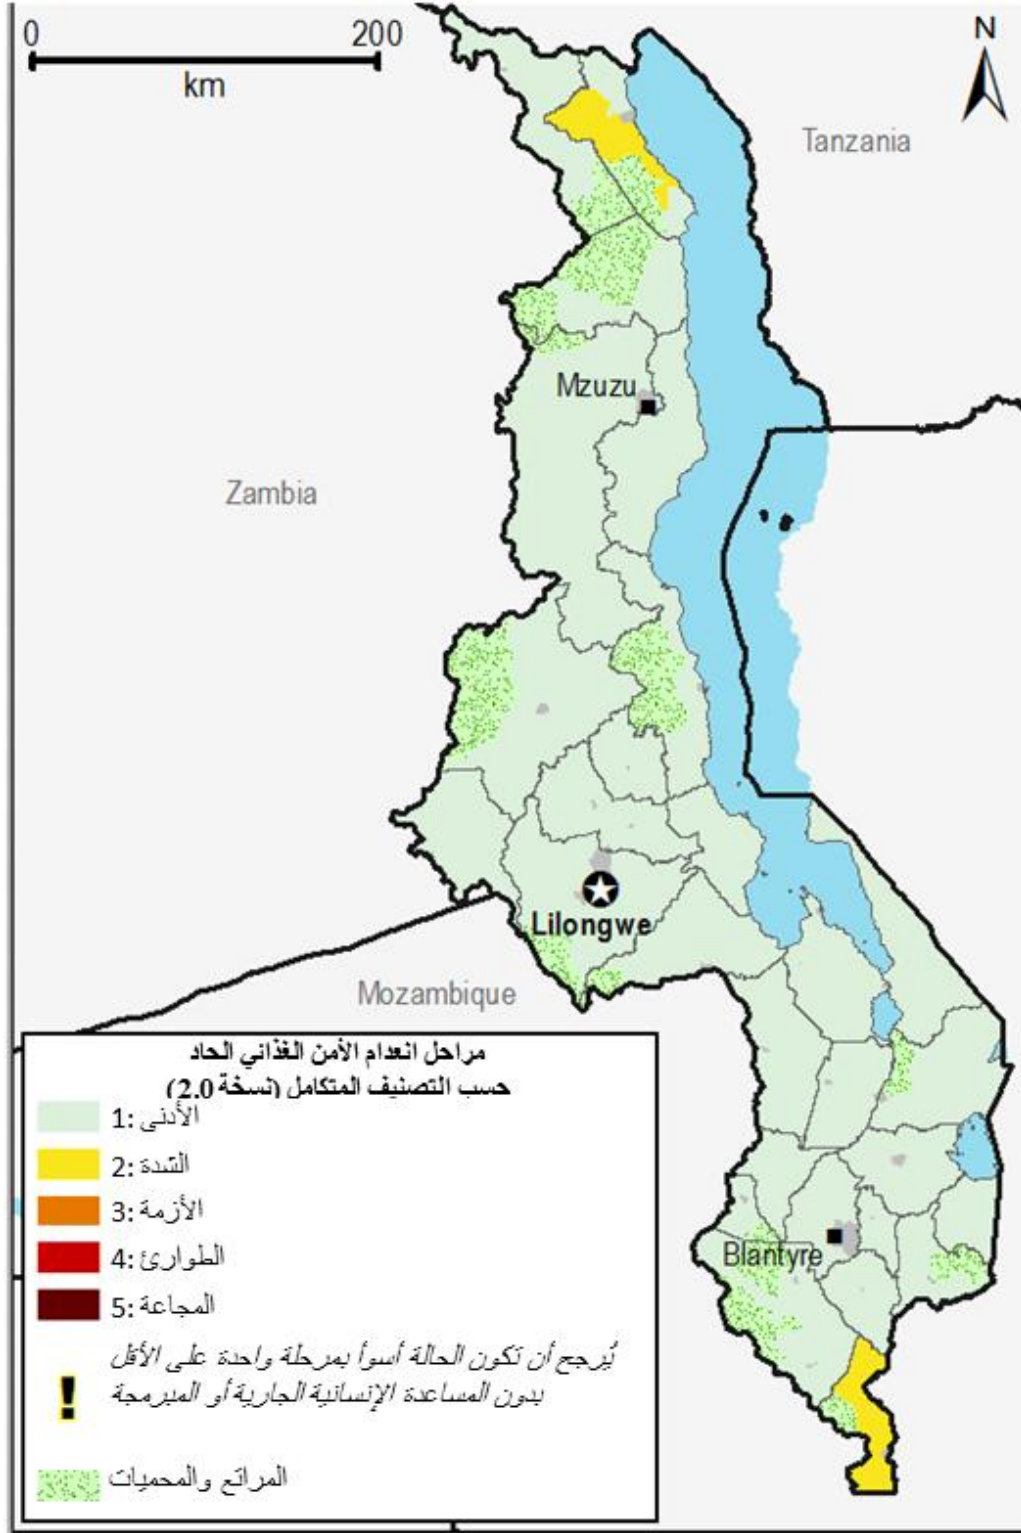 0 200
km
N
Tanzania
Mzuzu
Zambia
Lilongwe
Mozambique
Blantyre
مراحل انعدام الأمن الغذائي الحاد
حسب التصنيف المتكامل (نسخة 2.0)
1: الأدنى
2: الشدة
3: الأزمة
4: الطوارئ
5: المجاعة
يُرجح أن تكون الحالة أسوأ بمرحلة واحدة على الأقل
بدون المساعدة الإنسانية الجارية أو المبرمجة
!
المراتع والمحميات